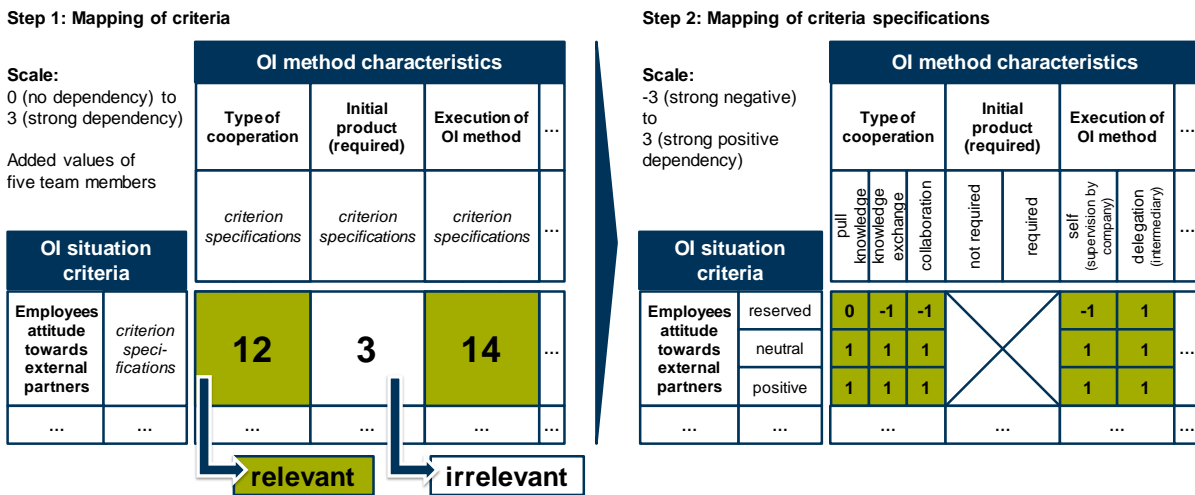 Step 1: Mapping of criteria
Scale:
0 (no dependency) to
3 (strong dependency)
Added values of
five team members
OI method characteristics
Type of
cooperation
Initial
product
(required)
Execution of
OI method
...
criterion
specifications
criterion
specifications
criterion
specifications
...
OI situation
criteria
Employees
attitude
towards
external
partners
criterion
speci-
fications
12
3
14
...
...
...
...
...
...
...
relevant
irrelevant
Step 2: Mapping of criteria specifications
Scale:
-3 (strong negative)
to
3 (strong positive
dependency)
OI method characteristics
Type of
cooperation
Initial
product
(required)
Execution of
OI method
...
pull
knowledge
knowledge
exchange
collaboration
not required
required
self
(supervision by
company)
delegation
(intermediary)
...
OI situation
criteria
Employees
attitude
towards
external
partners
reserved
0
-1
-1
-1
1
neutral
1
1
1
1
1
...
positive
1
1
1
1
1
...
...
...
...
...
...